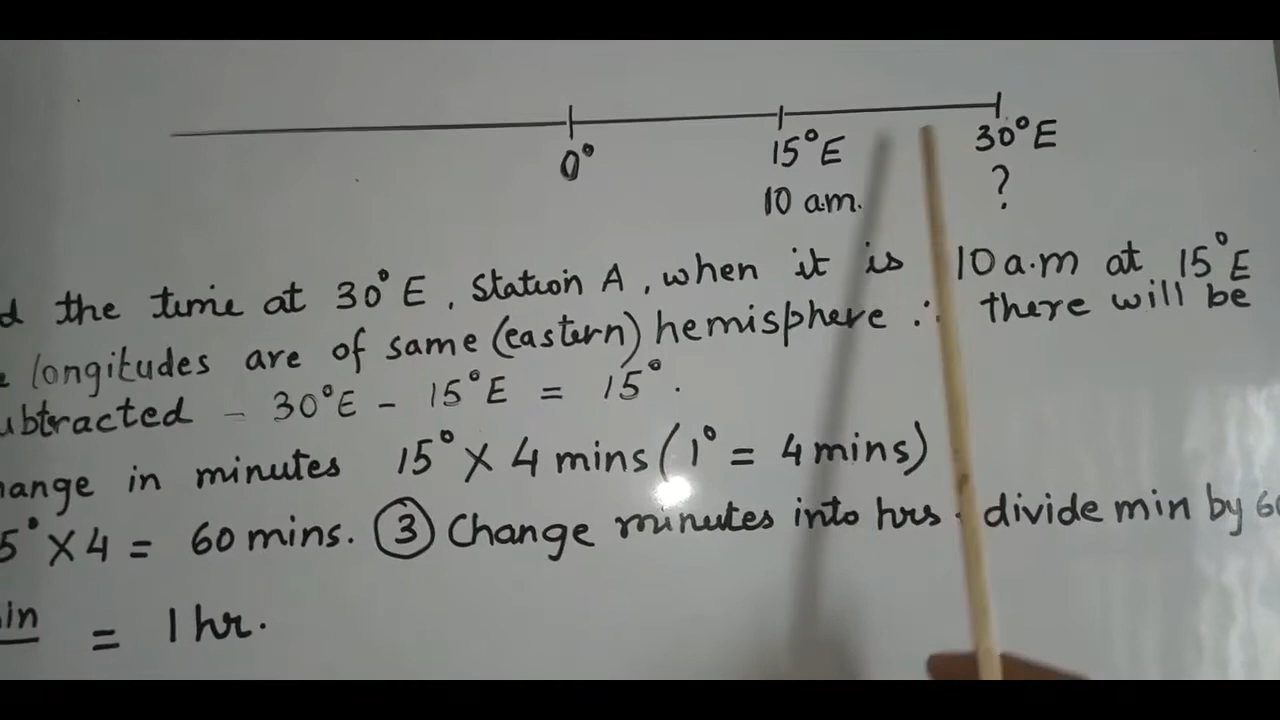 0° 15°E 30°E
10 am. ?
the time at 30°E, Station A, when it is 10 a.m at 15°E
longitudes are of same (eastern) hemisphere ∴ there will be
ubtracted - 30°E - 15°E = 15°.
hange in minutes 15° X 4 mins (1° = 4 mins)
5° X 4 = 60 mins. ③ Change minutes into hrs. divide min by 60
in = 1 hr.